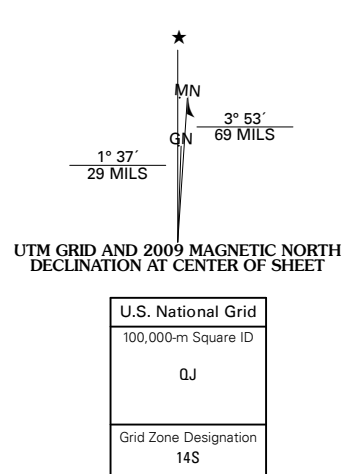 ★
MN
3° 53´
69 MILS
GN
1° 37´
29 MILS
UTM GRID AND 2009 MAGNETIC NORTH
DECLINATION AT CENTER OF SHEET
U.S. National Grid
100,000-m Square ID
QJ
Grid Zone Designation
14S